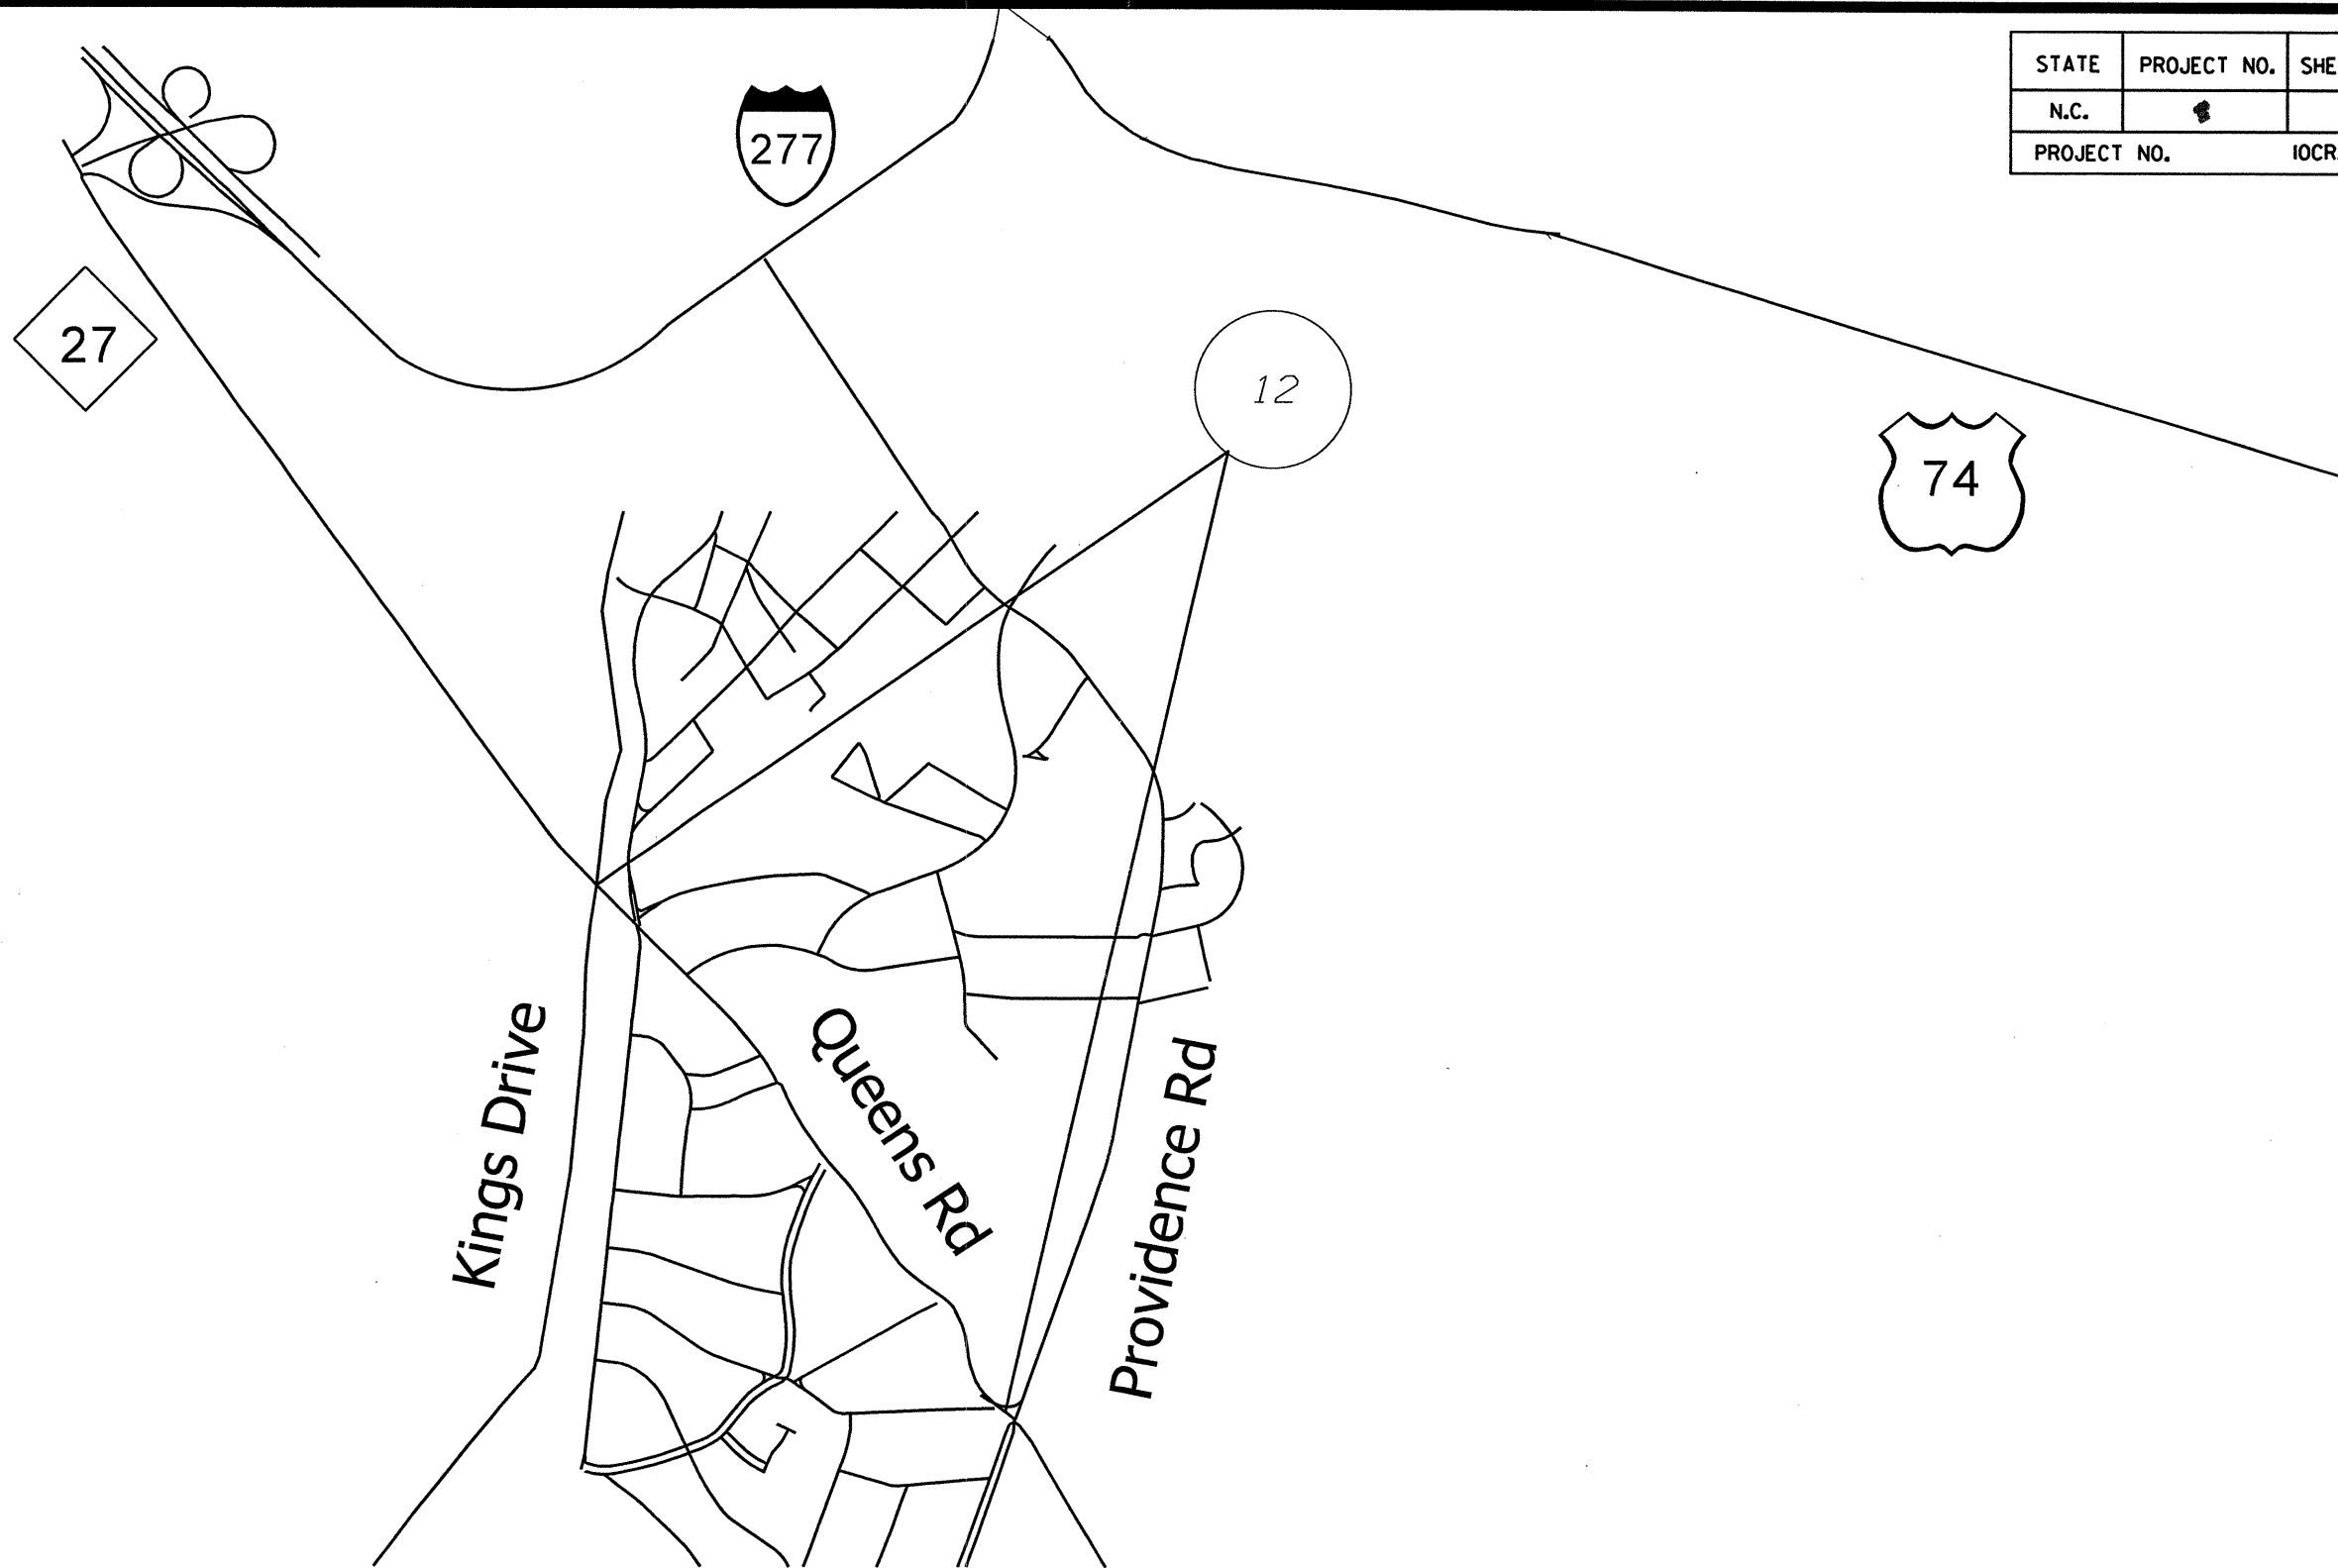 STATE PROJECT NO. SHE
N.C.
PROJECT NO. 10CR
277
27
12
74
Kings Drive
Queens Rd
Providence Rd